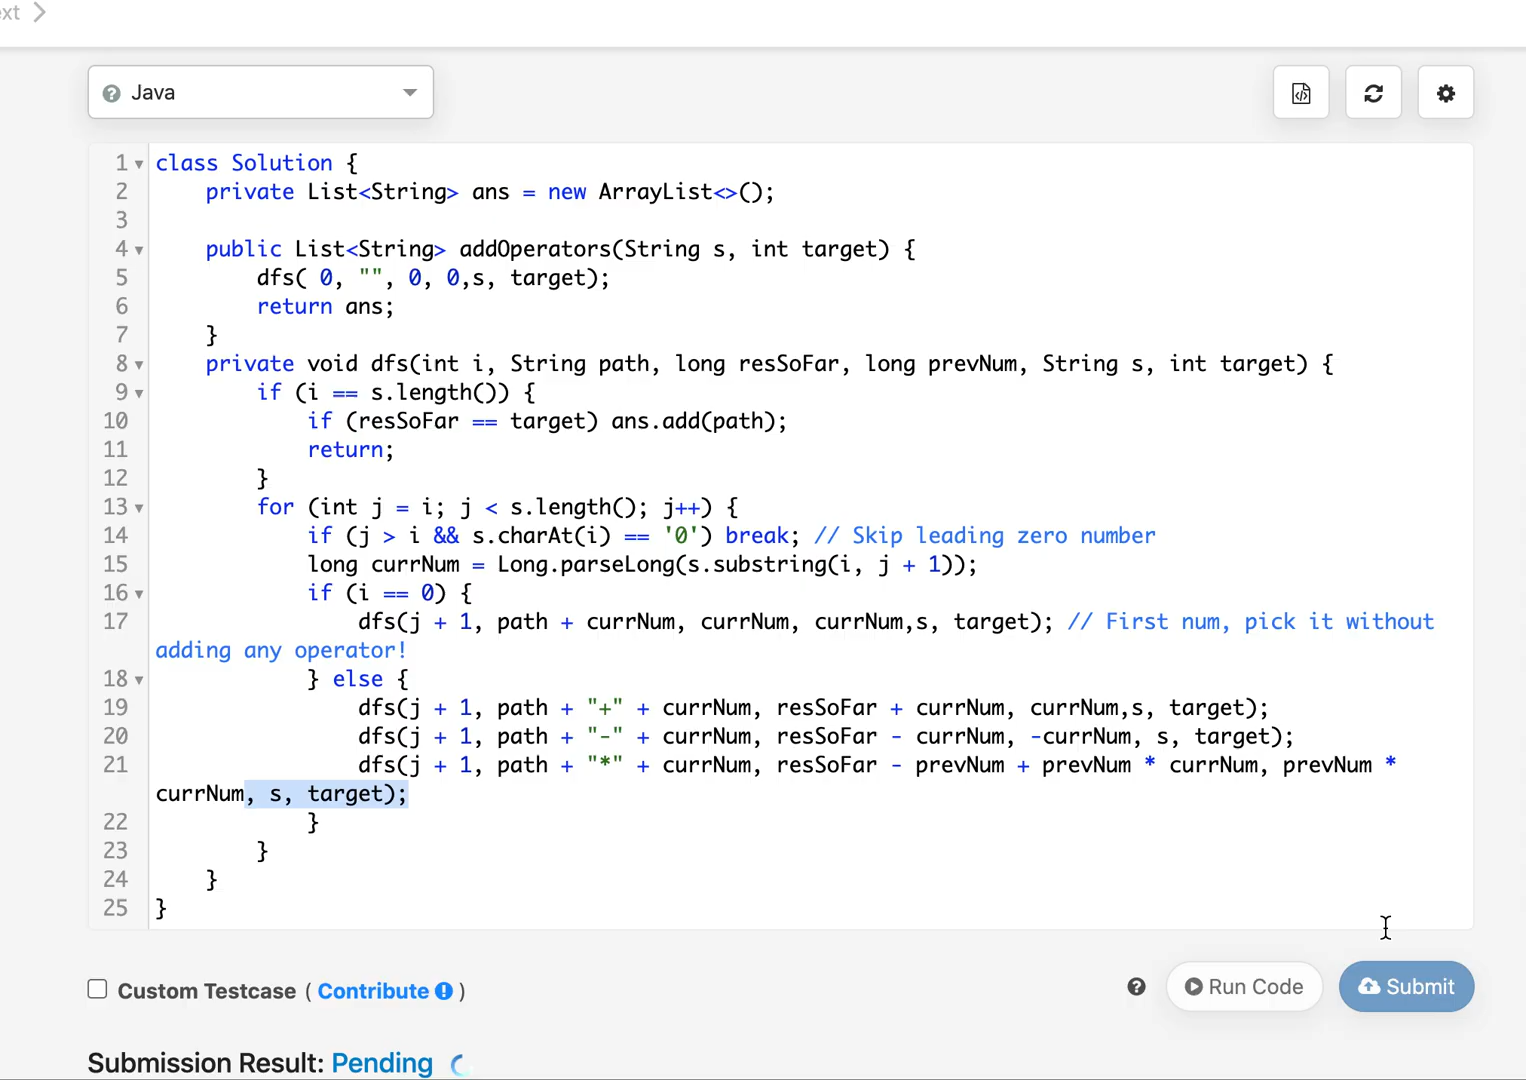 ext
Java
1 class Solution {
2 private List<String> ans = new ArrayList<>();
3
4 public List<String> addOperators(String s, int target) {
5 dfs( 0, "", 0, 0,s, target);
6 return ans;
7 }
8 private void dfs(int i, String path, long resSoFar, long prevNum, String s, int target) {
9 if (i == s.length()) {
10 if (resSoFar == target) ans.add(path);
11 return;
12 }
13 for (int j = i; j < s.length(); j++) {
14 if (j > i && s.charAt(i) == '0') break; // Skip leading zero number
15 long currNum = Long.parseLong(s.substring(i, j + 1));
16 if (i == 0) {
17 dfs(j + 1, path + currNum, currNum, currNum,s, target); // First num, pick it without
adding any operator!
18 } else {
19 dfs(j + 1, path + "+" + currNum, resSoFar + currNum, currNum,s, target);
20 dfs(j + 1, path + "-" + currNum, resSoFar - currNum, -currNum, s, target);
21 dfs(j + 1, path + "*" + currNum, resSoFar - prevNum + prevNum * currNum, prevNum *
currNum, s, target);
22 }
23 }
24 }
25 }
Custom Testcase ( Contribute )
Run Code
Submit
Submission Result: Pending